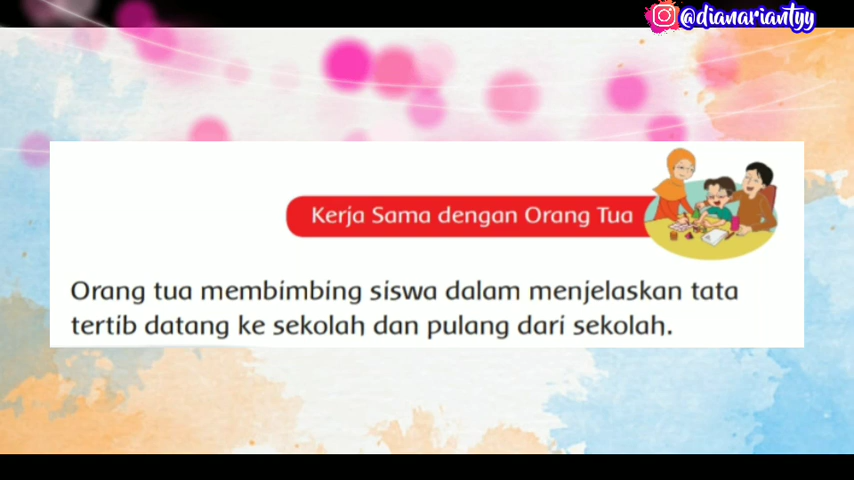 @dianariantyy
Kerja Sama dengan Orang Tua
Orang tua membimbing siswa dalam menjelaskan tata
tertib datang ke sekolah dan pulang dari sekolah.